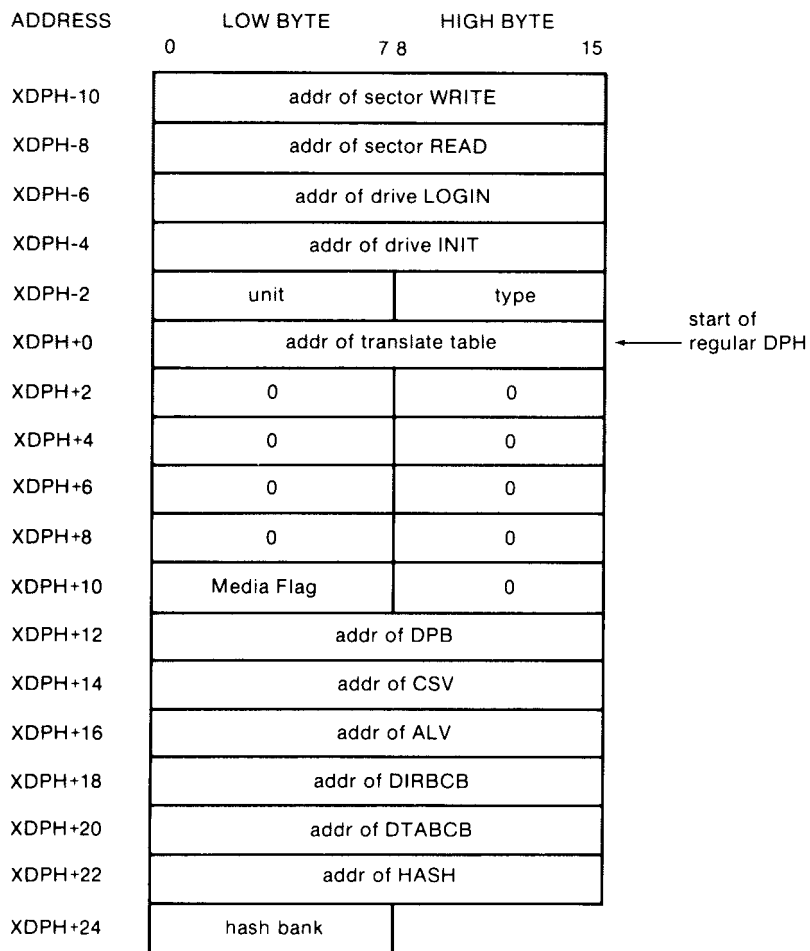 ADDRESS LOW BYTE HIGH BYTE
0 7 8 15
XDPH-10 addr of sector WRITE
XDPH-8 addr of sector READ
XDPH-6 addr of drive LOGIN
XDPH-4 addr of drive INIT
XDPH-2 unit type
start of
XDPH+0 addr of translate table regular DPH
XDPH+2 0 0
XDPH+4 0 0
XDPH+6 0 0
XDPH+8 0 0
XDPH+10 Media Flag 0
XDPH+12 addr of DPB
XDPH+14 addr of CSV
XDPH+16 addr of ALV
XDPH+18 addr of DIRBCB
XDPH+20 addr of DTABCB
XDPH+22 addr of HASH
XDPH+24 hash bank